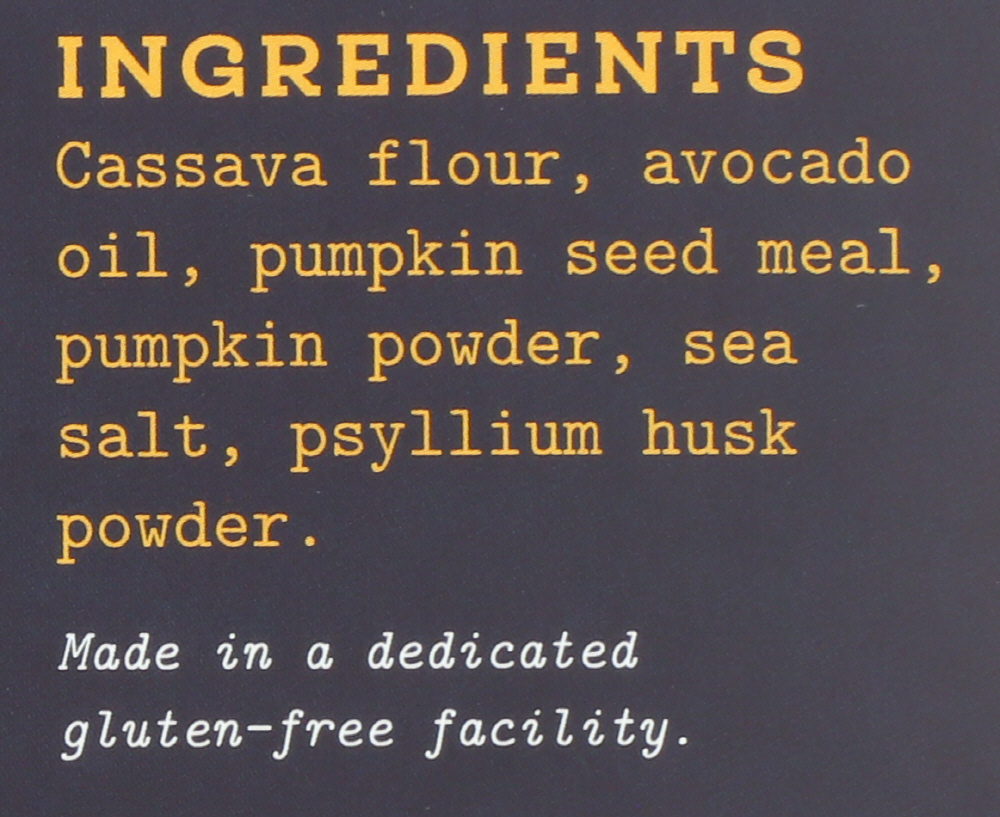 INGREDIENTS
Cassava flour, avocado
oil, pumpkin seed meal,
pumpkin powder, sea
salt, psyllium husk
powder.
Made in a dedicated
gluten-free facility.